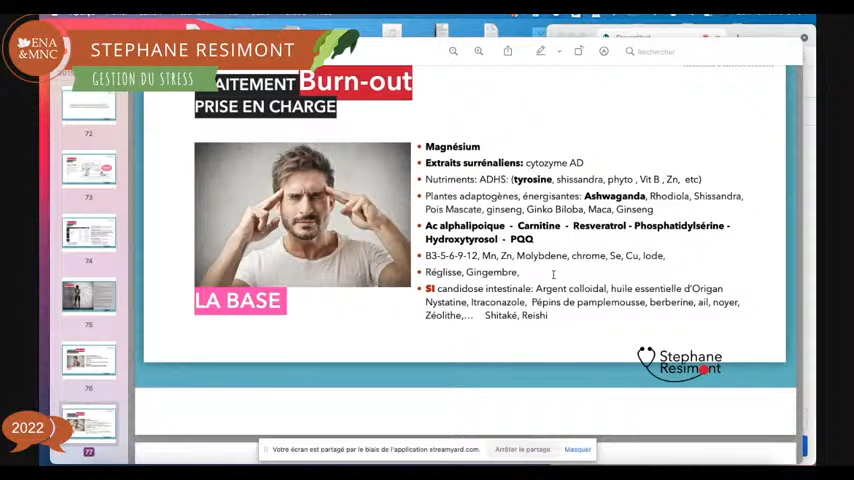 ENA
&MNC
STEPHANE RESIMONT
GESTION DU STRESS
Rechercher
AITEMENT Burn-out
PRISE EN CHARGE
72
73
74
75
76
77
• Magnésium
• Extraits surrénaliens: cytozyme AD
• Nutriments: ADHS: (tyrosine, shissandra, phyto , Vit B , Zn, etc)
• Plantes adaptogènes, énergisantes: Ashwaganda, Rhodiola, Shissandra,
Pois Mascate, ginseng, Ginko Biloba, Maca, Ginseng
• Ac alphalipoique - Carnitine - Resveratrol - Phosphatidylsérine -
Hydroxytyrosol - PQQ
• B3-5-6-9-12, Mn, Zn, Molybdene, chrome, Se, Cu, Iode,
• Réglisse, Gingembre,
• SI candidose intestinale: Argent colloidal, huile essentielle d'Origan
Nystatine, Itraconazole, Pépins de pamplemousse, berberine, ail, noyer,
Zéolithe,... Shitaké, Reishi
LA BASE
Stephane
Resimont
2022
Votre écran est partagé par le biais de l'application streamyard.com.
Arrêter le partage
Masquer